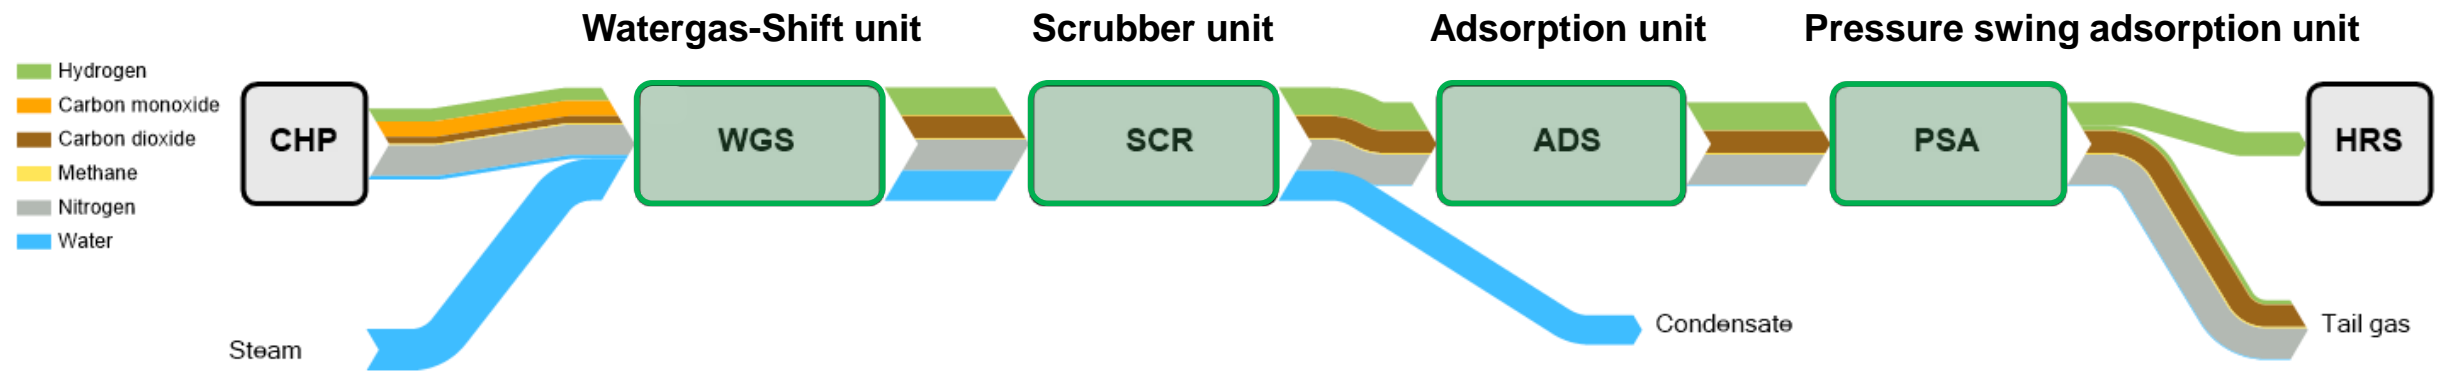 Watergas-Shift unit
Scrubber unit
Adsorption unit
Pressure swing adsorption unit
Hydrogen
Carbon monoxide
Carbon dioxide
Methane
Nitrogen
Water
CHP
WGS
SCR
ADS
PSA
HRS
Steam
Condensate
Tail gas